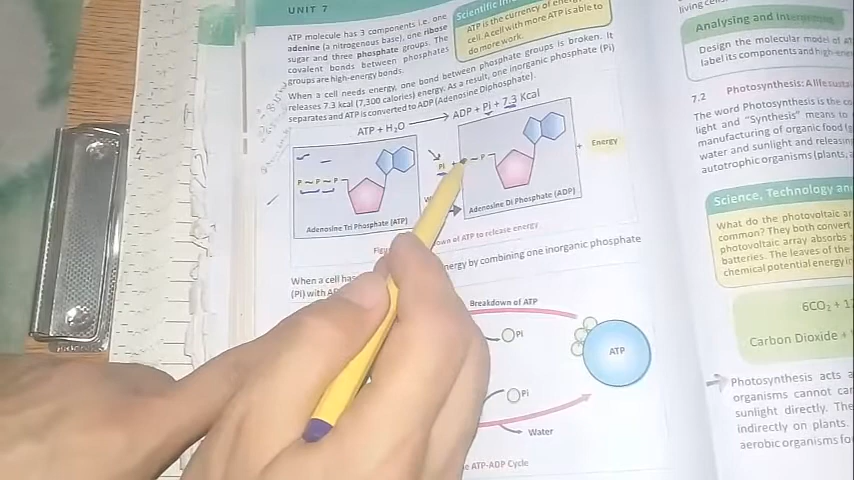 UNIT 7
ATP molecule has 3 components i.e. one
adenine (a nitrogenous base), one ribose
sugar and three phosphate groups. The
covalent bonds between phosphates
groups are high-energy bonds.
Scientific
ATP is the currency of energy
cell. A cell with more ATP is able to
do more work.
When a cell needs energy, one bond between phosphate groups is broken. It
releases 7.3 kcal (7,300 calories) energy. As a result, one inorganic phosphate (Pi)
separates and ATP is converted to ADP (Adenosine Diphosphate).
ATP + H₂O → ADP + Pi + 7.3 Kcal
P ~ P ~ P
Adenosine Tri Phosphate (ATP)
Pi +
P
Adenosine Di Phosphate (ADP)
+ Energy
down of ATP to release energy
When a cell has
energy by combining one inorganic phosphate
(Pi) with A
Breakdown of ATP
Pi
ATP
Pi
Water
ATP-ADP Cycle
living cell
Analysing and Interpreting
Design the molecular model of A
label its components and high-ene
7.2 Photosynthesis: A life sustai
The word Photosynthesis is the co
light and "Synthesis" means to
manufacturing of organic food (g
water and sunlight and releasing
autotrophic organisms (plants, a
Science, Technology
What do the photovoltaic ar
common? They both convert
photovoltaic array absorbs s
batteries. The leaves of the
chemical potential energy in
6CO₂ + 12
Carbon Dioxide +
Photosynthesis acts a
organisms cannot
sunlight directly. A
indirectly on plants.
aerobic organisms f